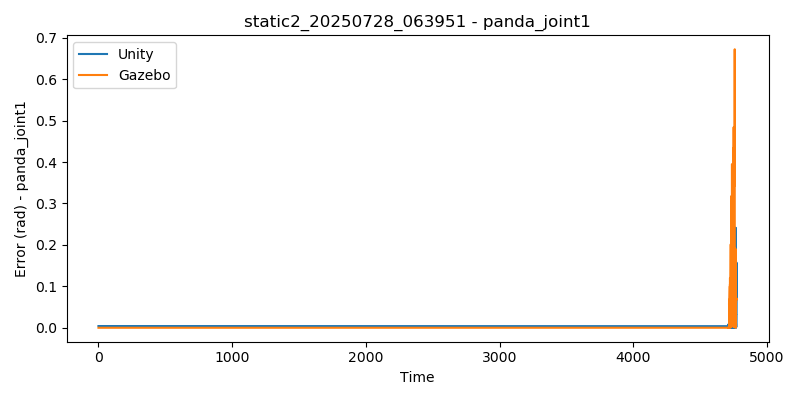 static2_20250728_063951 - panda_joint1
Unity
Gazebo
Error (rad) - panda_joint1
0.7
0.6
0.5
0.4
0.3
0.2
0.1
0.0
0 1000 2000 3000 4000 5000
Time